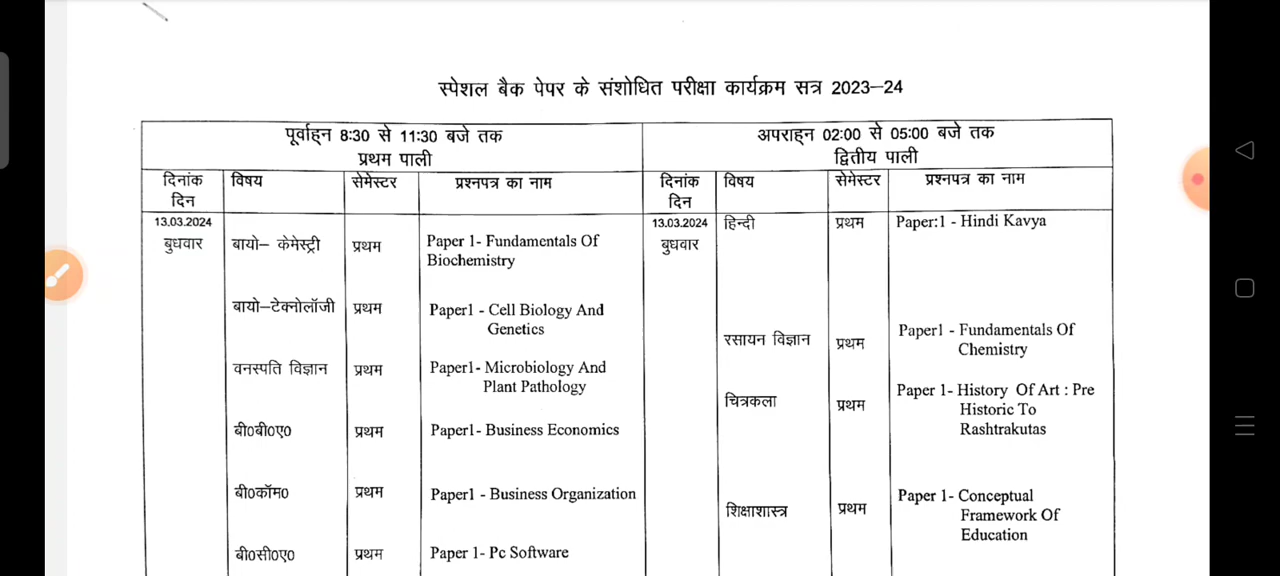 स्पेशल बैक पेपर के संशोधित परीक्षा कार्यक्रम सत्र 2023–24
पूर्वाहन 8:30 से 11:30 बजे तक
प्रथम पाली
अपराहन 02:00 से 05:00 बजे तक
द्वितीय पाली
दिनांक दिन विषय सेमेस्टर प्रश्नपत्र का नाम
दिनांक दिन विषय सेमेस्टर प्रश्नपत्र का नाम
13.03.2024
बुधवार
बायो– केमेस्ट्री प्रथम Paper 1- Fundamentals Of
Biochemistry
बायो–टेक्नोलॉजी प्रथम Paper1 - Cell Biology And
Genetics
वनस्पति विज्ञान प्रथम Paper1- Microbiology And
Plant Pathology
बी0बी0ए0 प्रथम Paper1- Business Economics
बी0कॉम0 प्रथम Paper1 - Business Organization
बी0सी0ए0 प्रथम Paper 1- Pc Software
13.03.2024
बुधवार
हिन्दी प्रथम Paper:1 - Hindi Kavya
रसायन विज्ञान प्रथम Paper1 - Fundamentals Of
Chemistry
चित्रकला प्रथम Paper 1- History Of Art : Pre
Historic To
Rashtrakutas
शिक्षाशास्त्र प्रथम Paper 1- Conceptual
Framework Of
Education